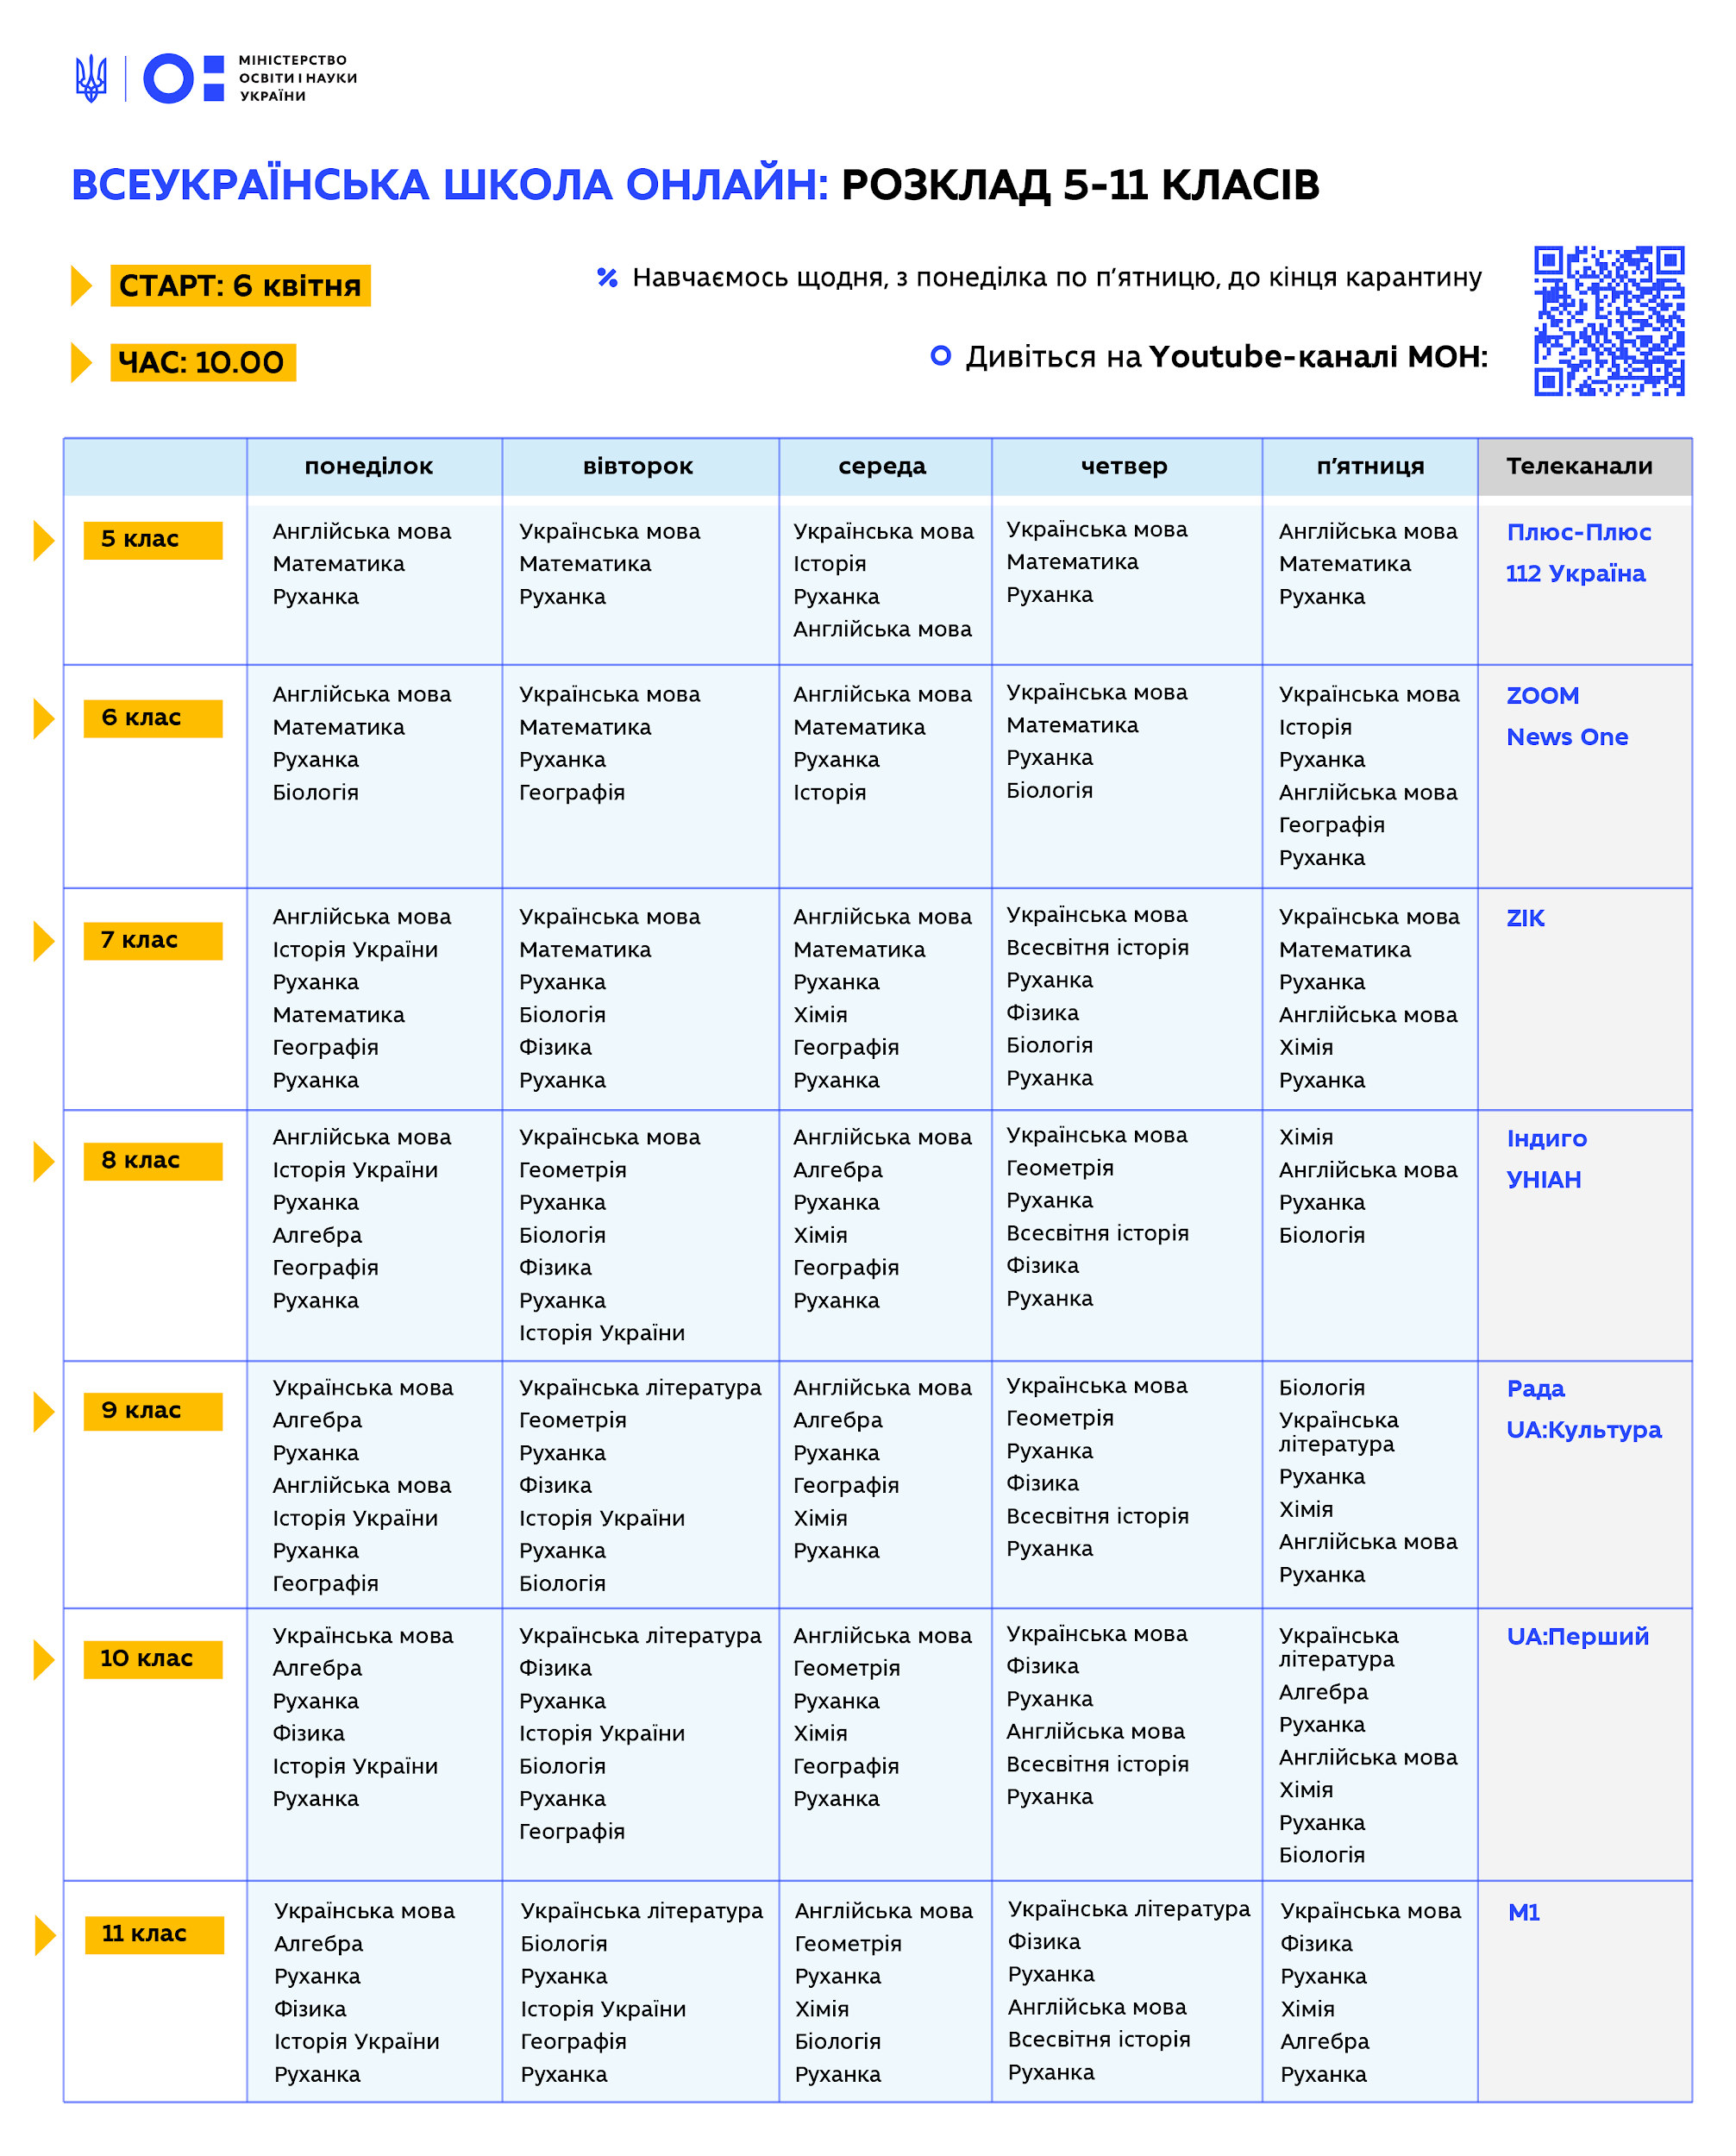 МІНІСТЕРСТВО
ОСВІТИ І НАУКИ
УКРАЇНИ
ВСЕУКРАЇНСЬКА ШКОЛА ОНЛАЙН: РОЗКЛАД 5-11 КЛАСІВ
СТАРТ: 6 квітня
Навчаємось щодня, з понеділка по п’ятницю, до кінця карантину
ЧАС: 10.00
Дивіться на Youtube-каналі МОН:
понеділок
вівторок
середа
четвер
п’ятниця
Телеканали
5 клас
Англійська мова
Математика
Руханка
Українська мова
Математика
Руханка
Українська мова
Історія
Руханка
Англійська мова
Українська мова
Математика
Руханка
Англійська мова
Математика
Руханка
Плюс-Плюс
112 Україна
6 клас
Англійська мова
Математика
Руханка
Біологія
Українська мова
Математика
Руханка
Географія
Англійська мова
Математика
Руханка
Історія
Українська мова
Математика
Руханка
Біологія
Українська мова
Історія
Руханка
Англійська мова
Географія
Руханка
ZOOM
News One
7 клас
Англійська мова
Історія України
Руханка
Математика
Географія
Руханка
Українська мова
Математика
Руханка
Біологія
Фізика
Руханка
Англійська мова
Математика
Руханка
Хімія
Географія
Руханка
Українська мова
Всесвітня історія
Руханка
Фізика
Біологія
Руханка
Українська мова
Математика
Руханка
Англійська мова
Хімія
Руханка
ZIK
8 клас
Англійська мова
Історія України
Руханка
Алгебра
Географія
Руханка
Українська мова
Геометрія
Руханка
Біологія
Фізика
Руханка
Історія України
Англійська мова
Алгебра
Руханка
Хімія
Географія
Руханка
Українська мова
Геометрія
Руханка
Всесвітня історія
Фізика
Руханка
Хімія
Англійська мова
Руханка
Біологія
Індиго
УНІАН
9 клас
Українська мова
Алгебра
Руханка
Англійська мова
Історія України
Руханка
Географія
Українська література
Геометрія
Руханка
Фізика
Історія України
Руханка
Біологія
Англійська мова
Алгебра
Руханка
Географія
Хімія
Руханка
Українська мова
Геометрія
Руханка
Фізика
Всесвітня історія
Руханка
Біологія
Українська
література
Руханка
Хімія
Англійська мова
Руханка
Рада
UA:Культура
10 клас
Українська мова
Алгебра
Руханка
Фізика
Історія України
Руханка
Українська література
Фізика
Руханка
Історія України
Біологія
Руханка
Географія
Англійська мова
Геометрія
Руханка
Хімія
Географія
Руханка
Українська мова
Фізика
Руханка
Англійська мова
Всесвітня історія
Руханка
Українська
література
Алгебра
Руханка
Англійська мова
Хімія
Руханка
Біологія
UA:Перший
11 клас
Українська мова
Алгебра
Руханка
Фізика
Історія України
Руханка
Українська література
Біологія
Руханка
Історія України
Географія
Руханка
Англійська мова
Геометрія
Руханка
Хімія
Біологія
Руханка
Українська література
Фізика
Руханка
Англійська мова
Всесвітня історія
Руханка
Українська мова
Фізика
Руханка
Хімія
Алгебра
Руханка
М1